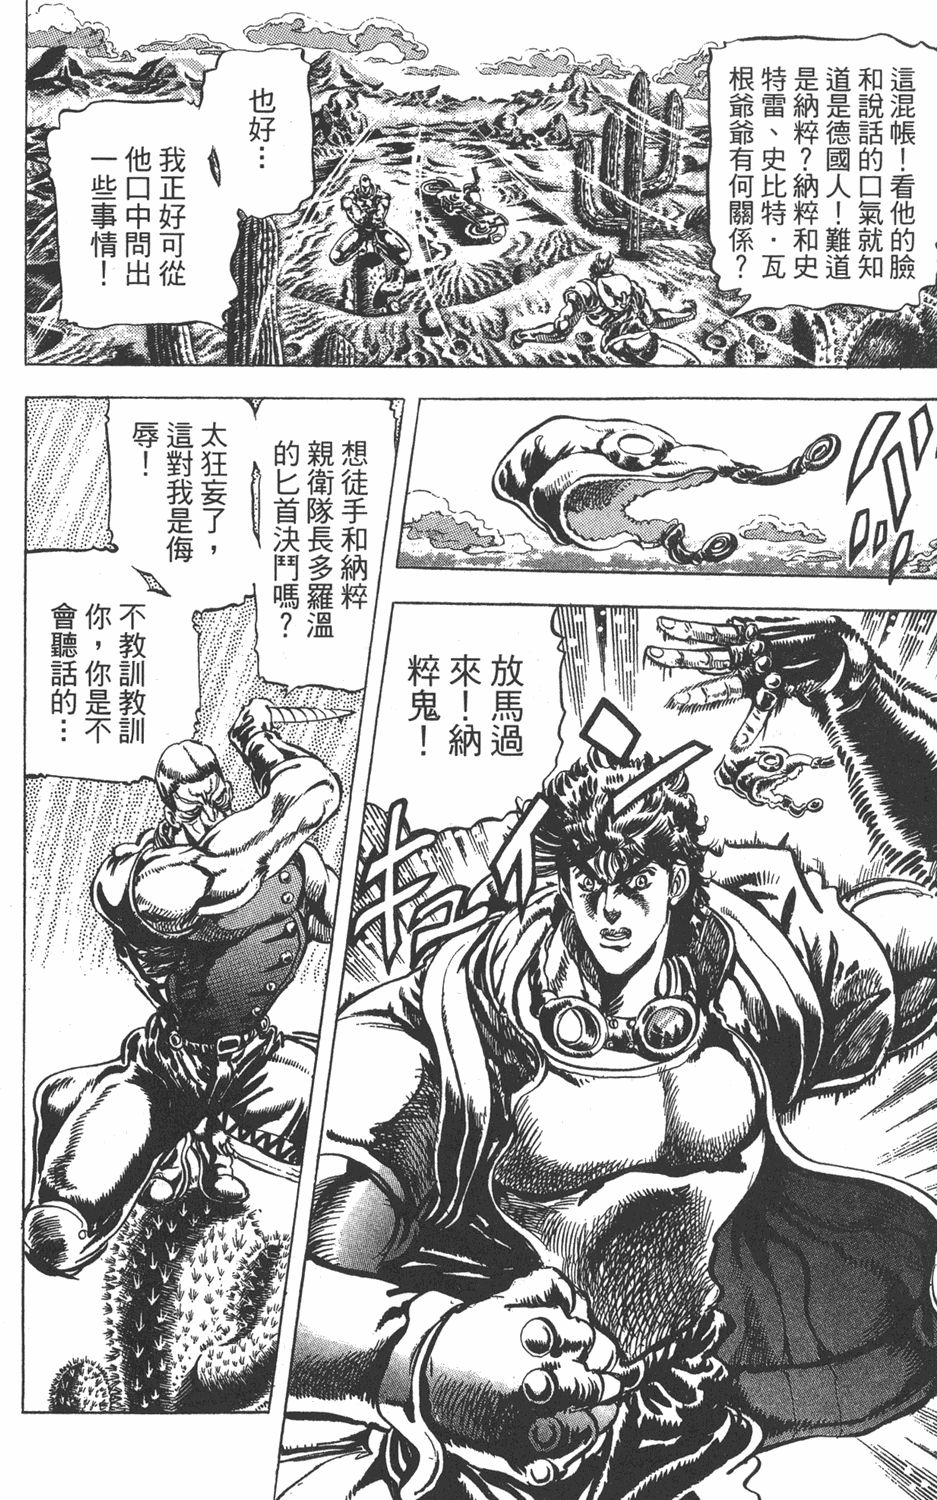 這混帳！看他的臉
和說話的口氣就知
道是德國人！難道
是納粹？納粹和史
特雷、史比特·瓦
根爺爺有何關係？
也好…
我正好可從
他口中問出
一些事情！
放馬過
來！納
粹鬼！
キュイーン
想徒手和納粹
親衛隊長多羅溫
的匕首決鬥嗎？
太狂妄了，
這對我是侮
辱！
不教訓教訓
你，你是不
會聽話的…